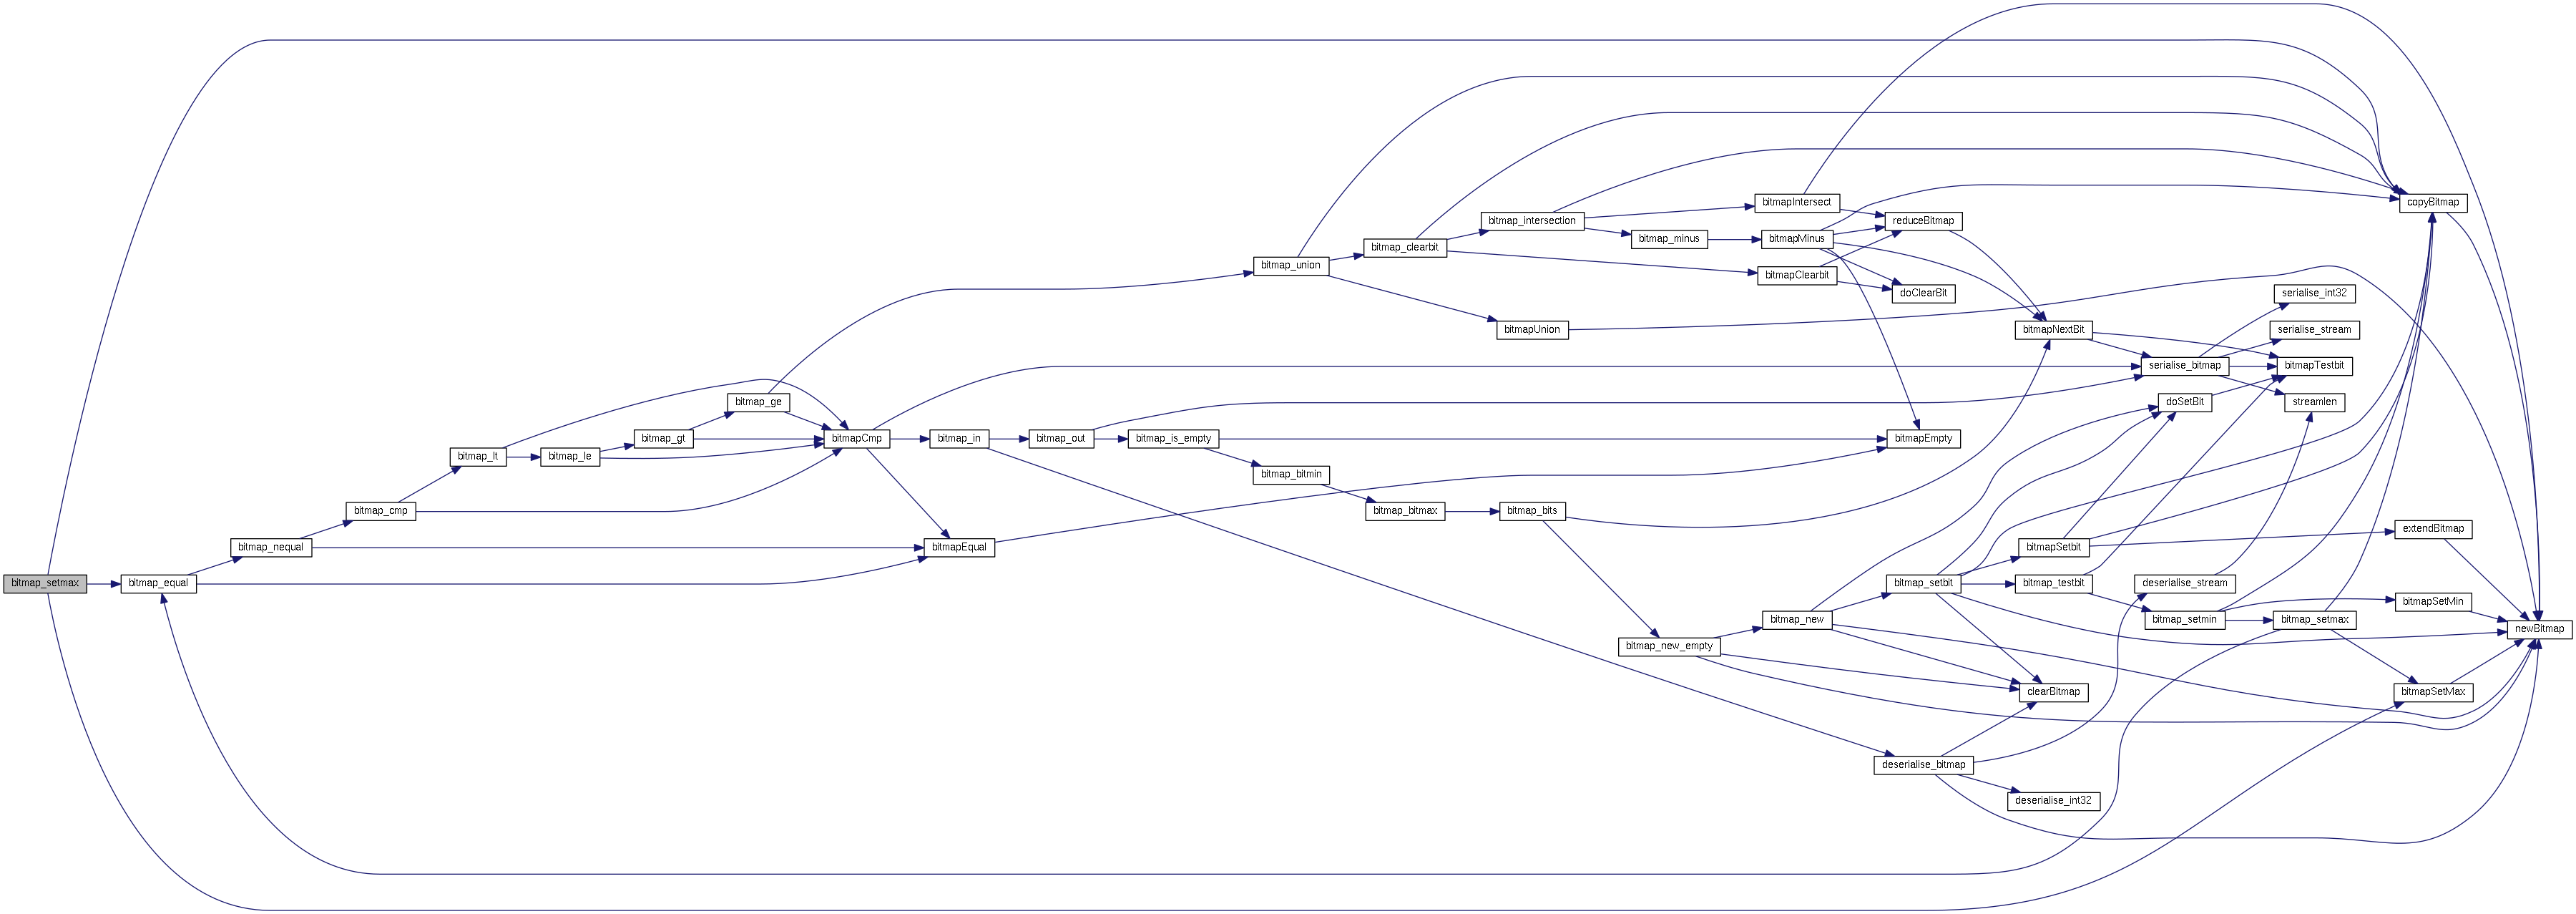 bitmap_setmax
bitmap_equal
bitmap_nequal
bitmap_cmp
bitmap_lt
bitmap_le
bitmap_gt
bitmap_ge
bitmapCmp
bitmap_in
bitmapEqual
bitmap_out
bitmap_is_empty
bitmap_union
bitmap_bitmin
bitmap_clearbit
bitmap_bitmax
bitmap_intersection
bitmapUnion
bitmap_bits
bitmap_minus
bitmap_new_empty
bitmapIntersect
bitmapMinus
bitmapClearbit
bitmap_new
reduceBitmap
doClearBit
bitmapEmpty
bitmap_setbit
deserialise_bitmap
bitmapNextBit
bitmapSetbit
bitmap_testbit
clearBitmap
deserialise_int32
serialise_bitmap
doSetBit
deserialise_stream
bitmap_setmin
serialise_int32
serialise_stream
bitmapTestbit
streamlen
bitmap_setmax
copyBitmap
extendBitmap
bitmapSetMin
bitmapSetMax
newBitmap